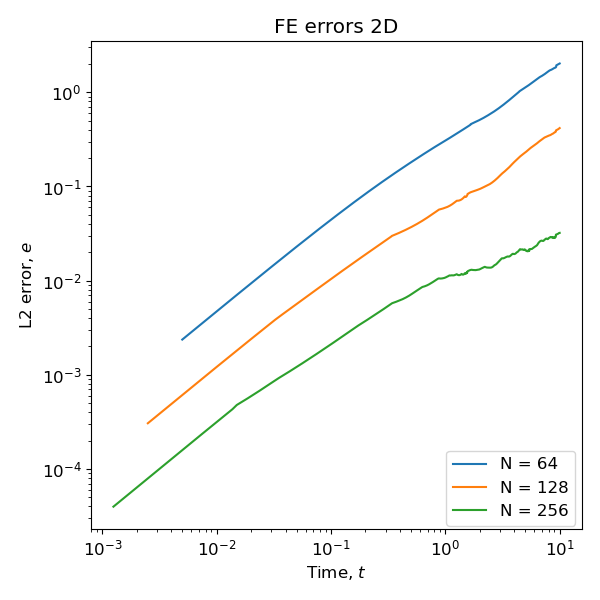 FE errors 2D
L2 error, e
10⁰
10⁻¹
10⁻²
10⁻³
10⁻⁴
N = 64
N = 128
N = 256
10⁻³ 10⁻² 10⁻¹ 10⁰ 10¹
Time, t